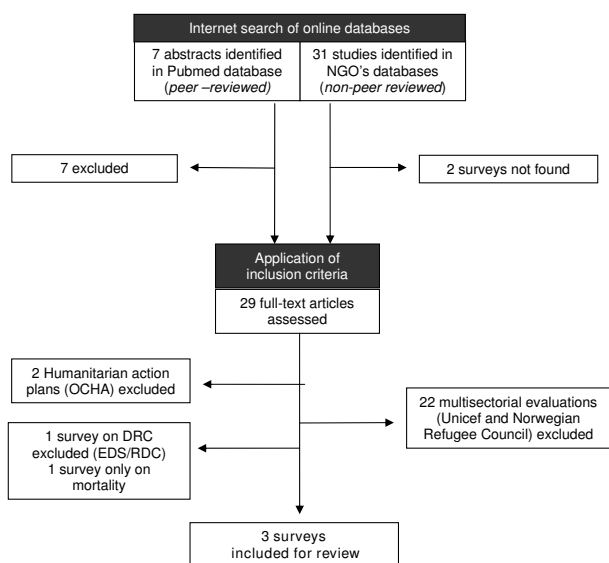 Internet search of online databases
7 abstracts identified
in Pubmed database
(peer –reviewed)
31 studies identified in
NGO's databases
(non-peer reviewed)
7 excluded
2 surveys not found
Application of
inclusion criteria
29 full-text articles
assessed
2 Humanitarian action
plans (OCHA) excluded
22 multisectorial evaluations
(Unicef and Norwegian
Refugee Council) excluded
1 survey on DRC
excluded (EDS/RDC)
1 survey only on
mortality
3 surveys
included for review